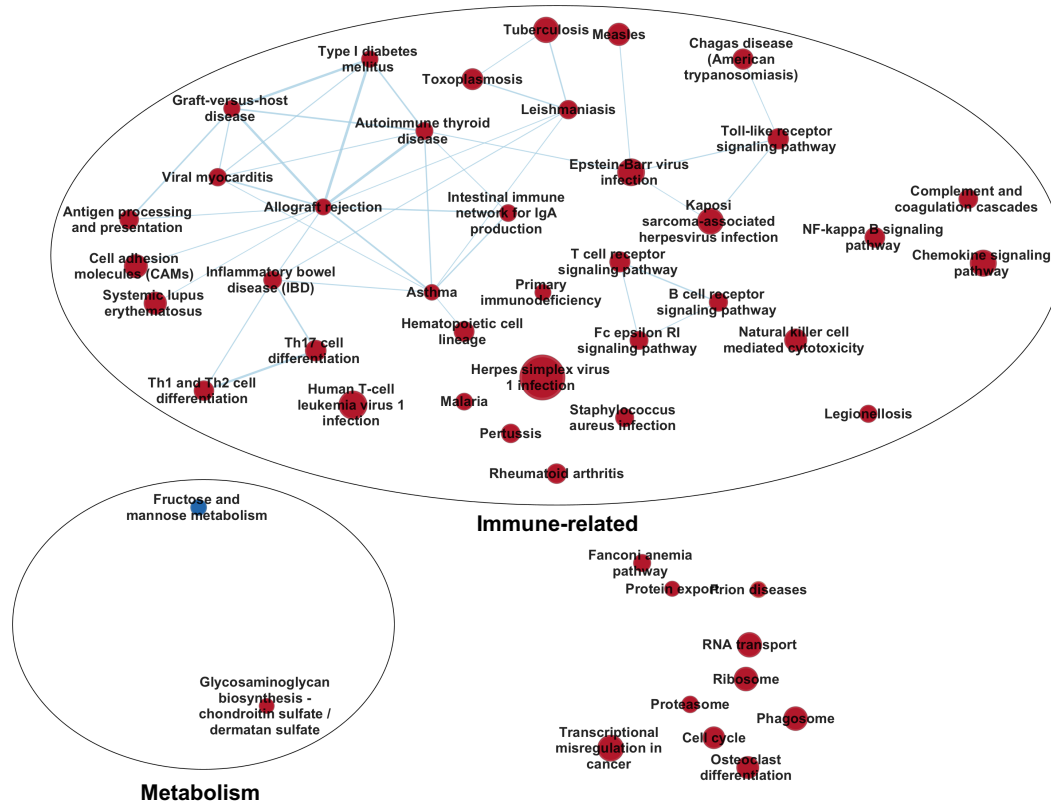 Tuberculosis
Measles
Type I diabetes
mellitus
Chagas disease
(American
trypanosomiasis)
Toxoplasmosis
Graft-versus-host
disease
Leishmaniasis
Autoimmune thyroid
disease
Toll-like receptor
signaling pathway
Viral myocarditis
Epstein-Barr virus
infection
Antigen processing
and presentation
Allograft rejection
Intestinal immune
network for IgA
production
Kaposi
sarcoma-associated
herpesvirus infection
Complement and
coagulation cascades
NF-kappa B signaling
pathway
Chemokine signaling
pathway
Cell adhesion
molecules (CAMs)
Inflammatory bowel
disease (IBD)
T cell receptor
signaling pathway
Systemic lupus
erythematosus
Asthma
Primary
immunodeficiency
B cell receptor
signaling pathway
Hematopoietic cell
lineage
Fc epsilon RI
signaling pathway
Natural killer cell
mediated cytotoxicity
Th17 cell
differentiation
Herpes simplex virus
1 infection
Th1 and Th2 cell
differentiation
Human T-cell
leukemia virus 1
infection
Malaria
Staphylococcus
aureus infection
Legionellosis
Pertussis
Rheumatoid arthritis
Immune-related
Fructose and
mannose metabolism
Fanconi anemia
pathway
Protein export
Prion diseases
RNA transport
Ribosome
Glycosaminoglycan
biosynthesis -
chondroitin sulfate /
dermatan sulfate
Proteasome
Phagosome
Transcriptional
misregulation in
cancer
Cell cycle
Osteoclast
differentiation
Metabolism